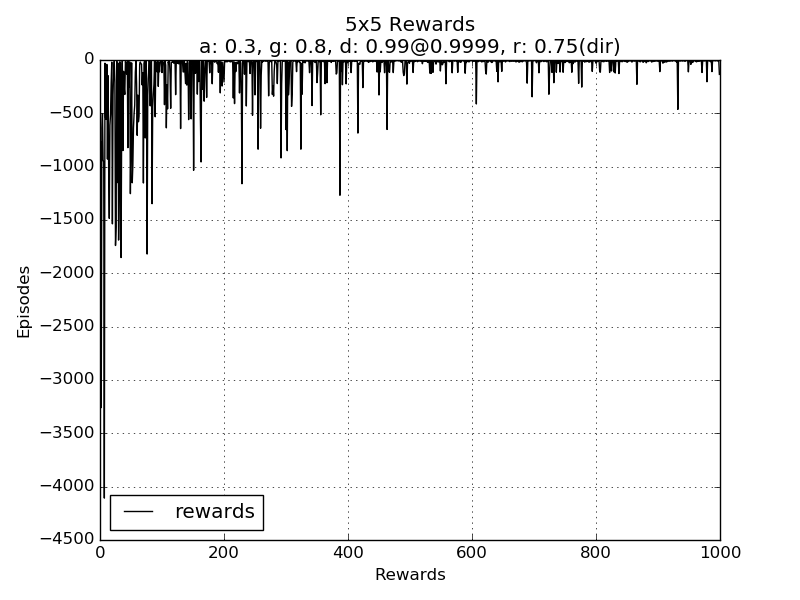 5x5 Rewards
a: 0.3, g: 0.8, d: 0.99@0.9999, r: 0.75(dir)
0
−500
−1000
−1500
−2000
−2500
−3000
−3500
−4000
−4500
Episodes
rewards
0 200 400 600 800 1000
Rewards